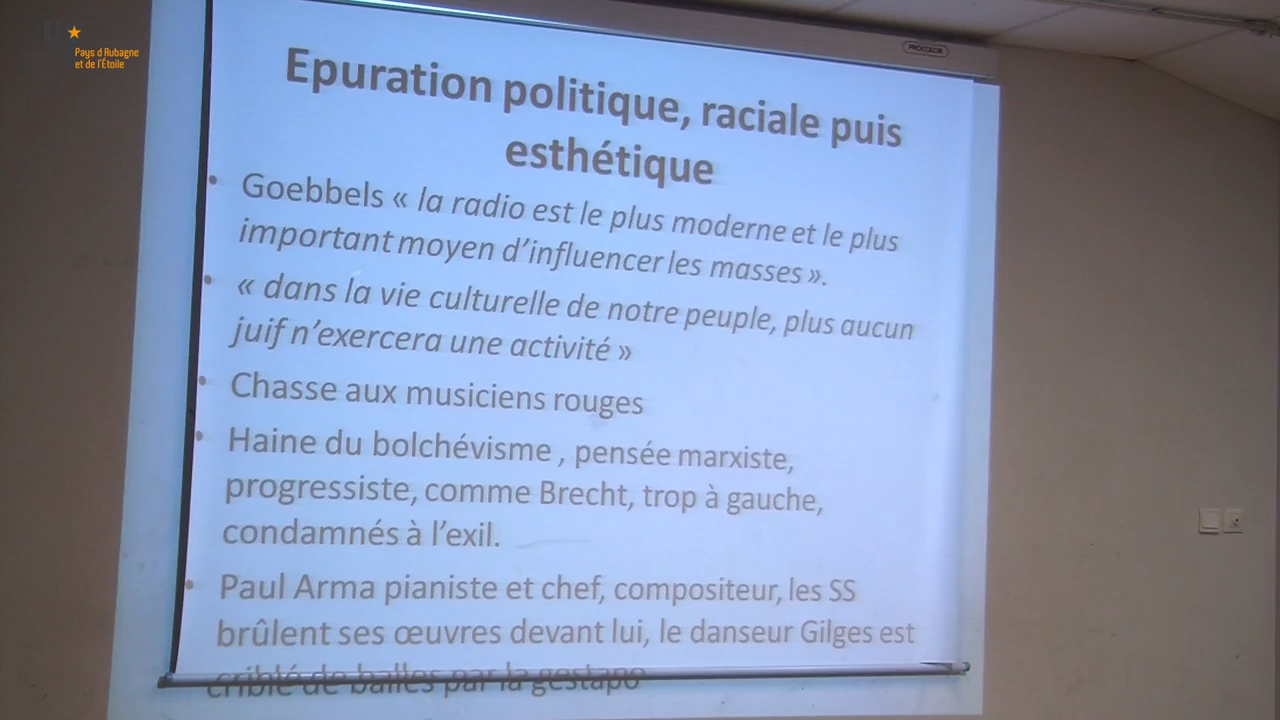 Pays d'Aubagne
et de l'Étoile
PROCOLOR
Epuration politique, raciale puis
esthétique
• Goebbels « la radio est le plus moderne et le plus
important moyen d’influencer les masses ».
• « dans la vie culturelle de notre peuple, plus aucun
juif n’exercera une activité »
• Chasse aux musiciens rouges
• Haine du bolchévisme , pensée marxiste,
progressiste, comme Brecht, trop à gauche,
condamnés à l’exil.
• Paul Arma pianiste et chef, compositeur, les SS
brûlent ses œuvres devant lui, le danseur Gilges est
criblé de balles par la gestapo